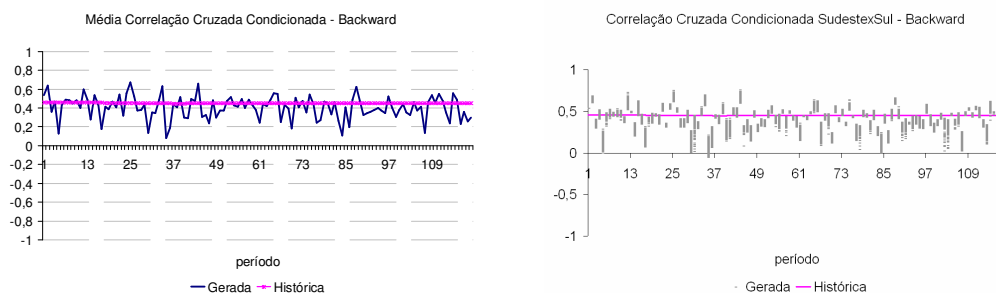 Média Correlação Cruzada Condicionada - Backward
1
0,8
0,6
0,4
0,2
0
-0,2
-0,4
-0,6
-0,8
-1
1 13 25 37 49 61 73 85 97 109
período
Gerada Histórica
Correlação Cruzada Condicionada SudestexSul - Backward
1
0,5
0
-0,5
-1
1 13 25 37 49 61 73 85 97 109
período
Gerada Histórica